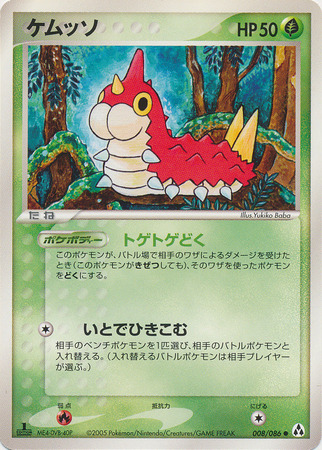 ケムッソ HP50
たね
Illus.Yukiko Baba
ポケボディー トゲトゲどく
このポケモンが、バトル場で相手のワザによるダメージを受けた
とき（このポケモンがきぜつしても）、そのワザを使ったポケモン
をどくにする。
いとでひきこむ
相手のベンチポケモンを1匹選び、相手のバトルポケモン
と入れ替える。（入れ替えるバトルポケモンは相手プレイヤー
が選ぶ。）
弱点 抵抗力 にげる
1 ME4-DVB-40P ©2005 Pokémon/Nintendo/Creatures/GAME FREAK 008/086